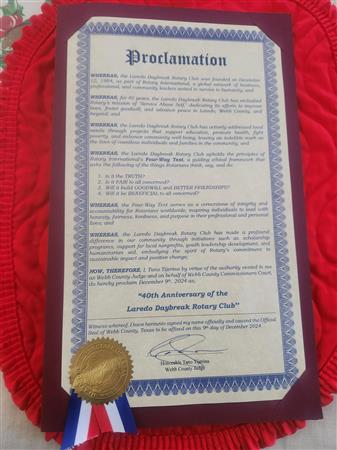 Proclamation
WHEREAS, the Laredo Daybreak Rotary Club was founded on December
12, 1984, as part of Rotary International, a global network of business,
professional, and community leaders united in service to humanity; and
WHEREAS, for 40 years, the Laredo Daybreak Rotary Club has embodied
Rotary's mission of "Service Above Self," dedicating its efforts to improve
lives, foster goodwill, and advance peace in Laredo, Webb County, and
beyond; and
WHEREAS, the Laredo Daybreak Rotary Club has actively addressed local
needs through projects that support education, promote health, fight
poverty, and enhance community well-being, leaving an indelible mark on
the lives of countless individuals and families in the community; and
WHEREAS, the Laredo Daybreak Rotary Club upholds the principles of
Rotary International's Four-Way Test, a guiding ethical framework that
asks the following of the things Rotarians think, say, and do:
1. Is it the TRUTH?
2. Is it FAIR to all concerned?
3. Will it build GOODWILL and BETTER FRIENDSHIPS?
4. Will it be BENEFICIAL to all concerned?
WHEREAS, the Four-Way Test serves as a cornerstone of integrity and
accountability for Rotarians worldwide, inspiring individuals to lead with
honesty, fairness, kindness, and purpose in their professional and personal
lives; and
WHEREAS, the Laredo Daybreak Rotary Club has made a profound
difference in our community through initiatives such as scholarship
programs, support for local nonprofits, youth leadership development, and
humanitarian aid, embodying the spirit of Rotary's commitment to
sustainable impact and positive change;
NOW, THEREFORE, I, Tano Tijerina by virtue of the authority vested in me
as Webb County Judge and on behalf of Webb County Commissioners Court,
do hereby proclaim December 9th, 2024 as,
"40th Anniversary of the
Laredo Daybreak Rotary Club"
Witness whereof, I have hereunto signed my name officially and caused the Official
Seal of Webb County, Texas to be affixed on this 9th day of December 2024.
Honorable Tano Tijerina
Webb County Judge